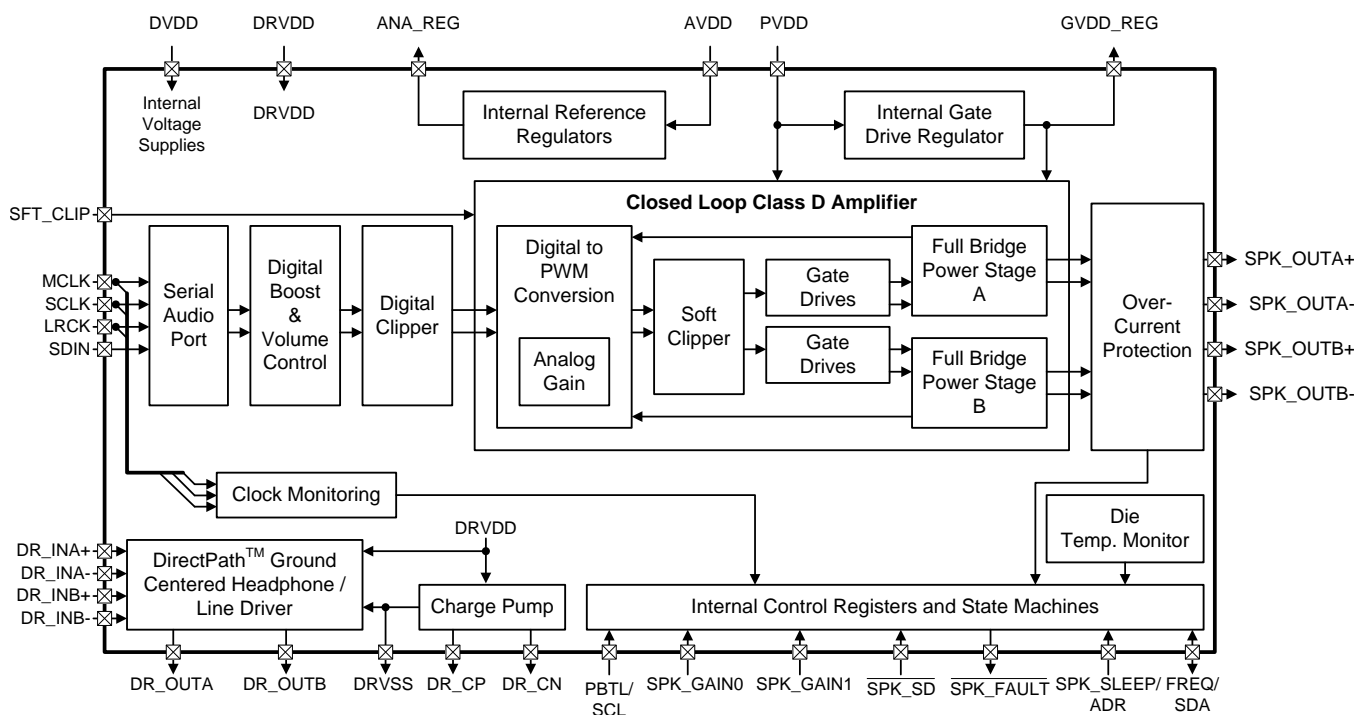 DVDD
DRVDD
ANA_REG
AVDD
PVDD
GVDD_REG
Internal
Voltage
Supplies
DRVDD
Internal Reference
Regulators
Internal Gate
Drive Regulator
SFT_CLIP
Closed Loop Class D Amplifier
MCLK
SCLK
LRCK
SDIN
Serial
Audio
Port
Digital
Boost
&
Volume
Control
Digital
Clipper
Digital to
PWM
Conversion
Analog
Gain
Soft
Clipper
Gate
Drives
Gate
Drives
Full Bridge
Power Stage
A
Full Bridge
Power Stage
B
Over-
Current
Protection
SPK_OUTA+
SPK_OUTA-
SPK_OUTB+
SPK_OUTB-
Clock Monitoring
Die
Temp. Monitor
DRVDD
DR_INA+
DR_INA-
DR_INB+
DR_INB-
DirectPath™ Ground
Centered Headphone /
Line Driver
Charge Pump
Internal Control Registers and State Machines
DR_OUTA
DR_OUTB
DRVSS
DR_CP
DR_CN
PBTL/
SCL
SPK_GAIN0
SPK_GAIN1
SPK_SD
SPK_FAULT
SPK_SLEEP/
ADR
FREQ/
SDA